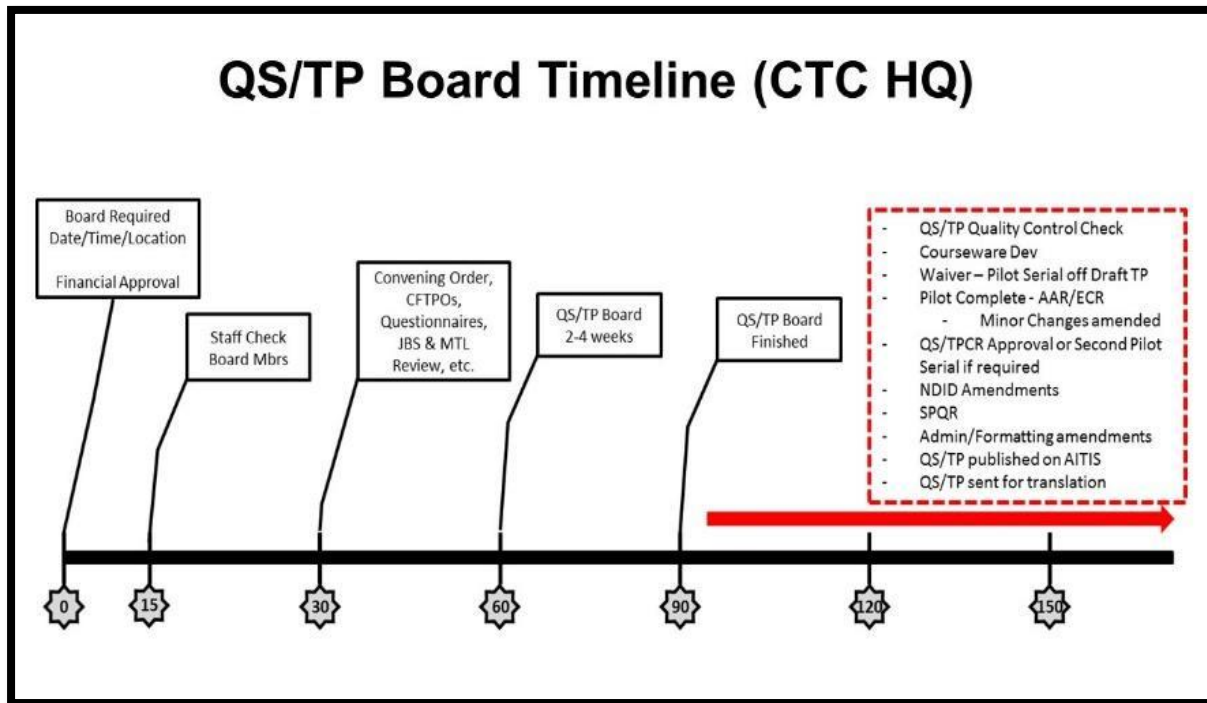 QS/TP Board Timeline (CTC HQ)
Board Required
Date/Time/Location
Financial Approval
Staff Check
Board Mbrs
Convening Order,
CFTPOs,
Questionnaires,
JBS & MTL
Review, etc.
QS/TP Board
2-4 weeks
QS/TP Board
Finished
- QS/TP Quality Control Check
- Courseware Dev
- Waiver – Pilot Serial off Draft TP
- Pilot Complete - AAR/ECR
- Minor Changes amended
- QS/TPCR Approval or Second Pilot
Serial if required
- NDID Amendments
- SPQR
- Admin/Formatting amendments
- QS/TP published on AITIS
- QS/TP sent for translation
0
15
30
60
90
120
150